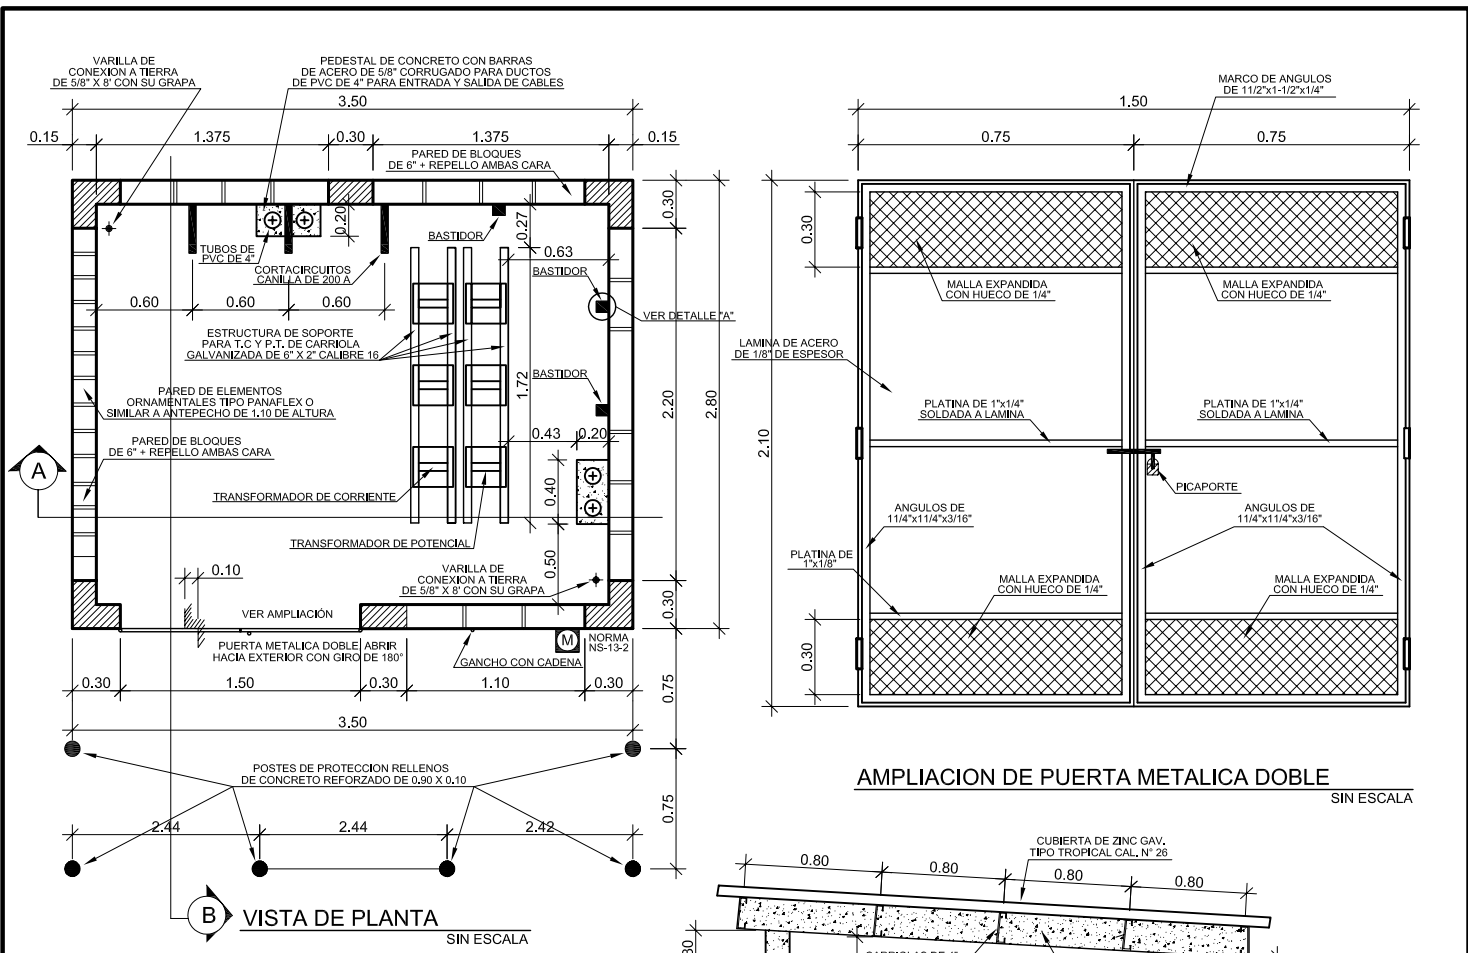 VARILLA DE
CONEXION A TIERRA
DE 5/8" X 8' CON SU GRAPA
PEDESTAL DE CONCRETO CON BARRAS
DE ACERO DE 5/8" CORRUGADO PARA DUCTOS
DE PVC DE 4" PARA ENTRADA Y SALIDA DE CABLES
3.50
0.15
1.375
0.30
1.375
0.15
PARED DE BLOQUES
DE 6" + REPELLO AMBAS CARA
0.20
0.27
0.30
BASTIDOR
TUBOS DE
PVC DE 4"
CORTACIRCUITOS
CANILLA DE 200 A
0.63
BASTIDOR
0.60
0.60
0.60
VER DETALLE "A"
ESTRUCTURA DE SOPORTE
PARA T.C Y P.T. DE CARRIOLA
GALVANIZADA DE 6" X 2" CALIBRE 16
1.72
BASTIDOR
2.20
2.80
PARED DE ELEMENTOS
ORNAMENTALES TIPO PANAFLEX O
SIMILAR A ANTEPECHO DE 1.10 DE ALTURA
PARED DE BLOQUES
DE 6" + REPELLO AMBAS CARA
0.43
0.20
A
0.40
TRANSFORMADOR DE CORRIENTE
TRANSFORMADOR DE POTENCIAL
0.50
0.10
VARILLA DE
CONEXION A TIERRA
DE 5/8" X 8' CON SU GRAPA
0.30
VER AMPLIACIÓN
PUERTA METALICA DOBLE, ABRIR
HACIA EXTERIOR CON GIRO DE 180°
M
NORMA
NS-13-2
GANCHO CON CADENA
0.30
1.50
0.30
1.10
0.30
0.75
3.50
POSTES DE PROTECCION RELLENOS
DE CONCRETO REFORZADO DE 0.90 X 0.10
0.75
2.44
2.44
2.42
B
VISTA DE PLANTA
SIN ESCALA
MARCO DE ANGULOS
DE 11/2"x1-1/2"x1/4"
1.50
0.75
0.75
0.30
MALLA EXPANDIDA
CON HUECO DE 1/4"
MALLA EXPANDIDA
CON HUECO DE 1/4"
LAMINA DE ACERO
DE 1/8" DE ESPESOR
PLATINA DE 1"x1/4"
SOLDADA A LAMINA
PLATINA DE 1"x1/4"
SOLDADA A LAMINA
2.10
PICAPORTE
ANGULOS DE
11/4"x11/4"x3/16"
ANGULOS DE
11/4"x11/4"x3/16"
PLATINA DE
1"x1/8"
MALLA EXPANDIDA
CON HUECO DE 1/4"
MALLA EXPANDIDA
CON HUECO DE 1/4"
0.30
AMPLIACION DE PUERTA METALICA DOBLE
SIN ESCALA
CUBIERTA DE ZINC GAV.
TIPO TROPICAL CAL. N° 26
0.80
0.80
0.80
0.80